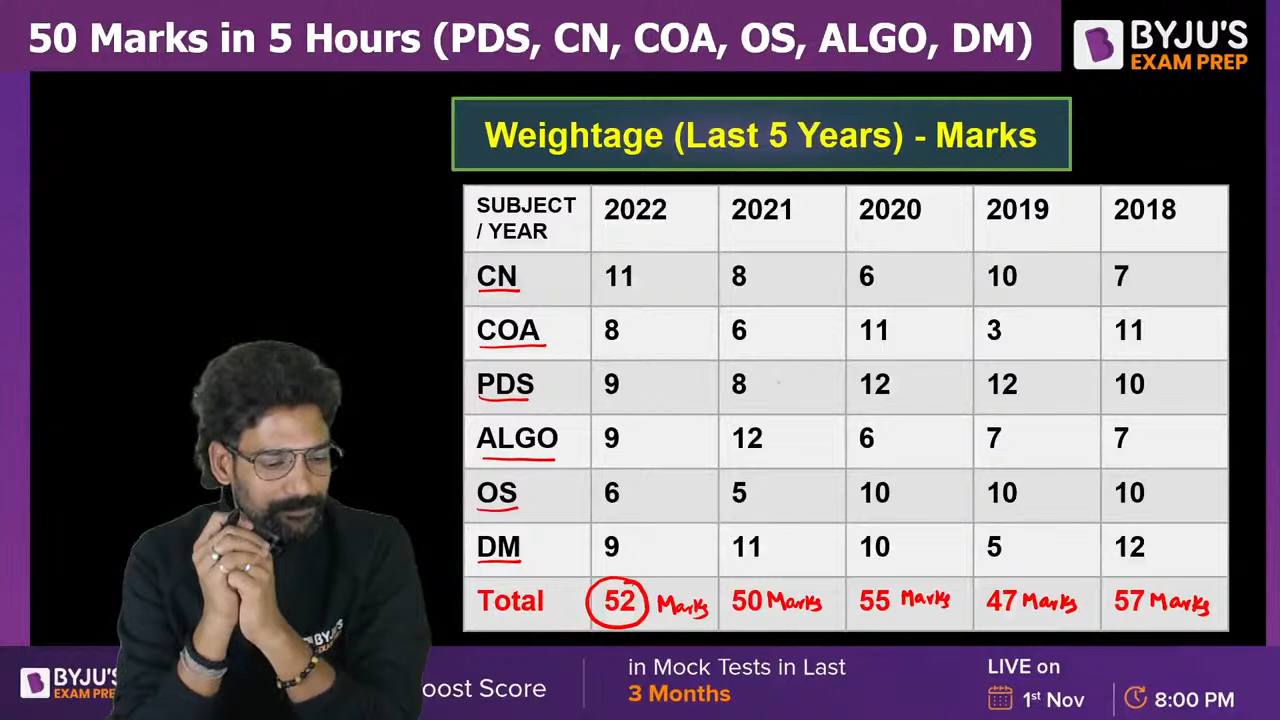 50 Marks in 5 Hours (PDS, CN, COA, OS, ALGO, DM)
BYJU'S
EXAM PREP
Weightage (Last 5 Years) - Marks
SUBJECT / YEAR 2022 2021 2020 2019 2018
CN 11 8 6 10 7
COA 8 6 11 3 11
PDS 9 8 12 12 10
ALGO 9 12 6 7 7
OS 6 5 10 10 10
DM 9 11 10 5 12
Total 52 Marks 50 Marks 55 Marks 47 Marks 57 Marks
BYJU'S
EXAM PREP
oost Score
in Mock Tests in Last
3 Months
LIVE on
1st Nov
8:00 PM